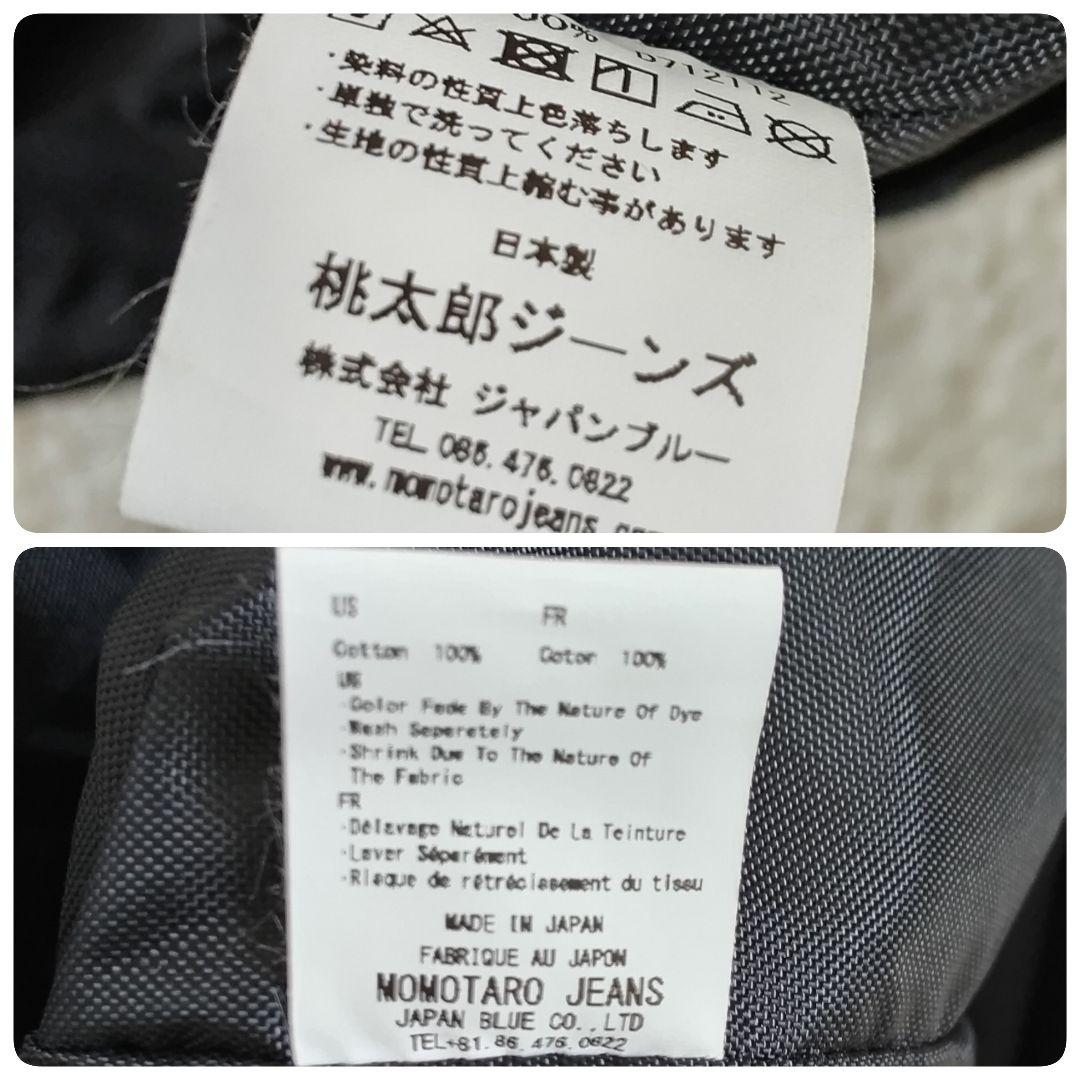 00%
0712112
・染料の性質上色落ちします
・単独で洗ってください
・生地の性質上縮む事があります
日本製
桃太郎ジーンズ
株式会社 ジャパンブルー
TEL 086.476.0822
www.momotarojeans.com
US FR
Cotton 100% Coton 100%
US
·Color Fade By The Nature Of Dye
·Wash Seperetely
·Shrink Due To The Nature Of
The Fabric
FR
·Délavage Naturel De La Teinture
·Laver Séparément
·Risque de rétrécissement du tissu
MADE IN JAPAN
FABRIQUE AU JAPON
MOMOTARO JEANS
JAPAN BLUE CO.,LTD
TEL+81.86.476.0822